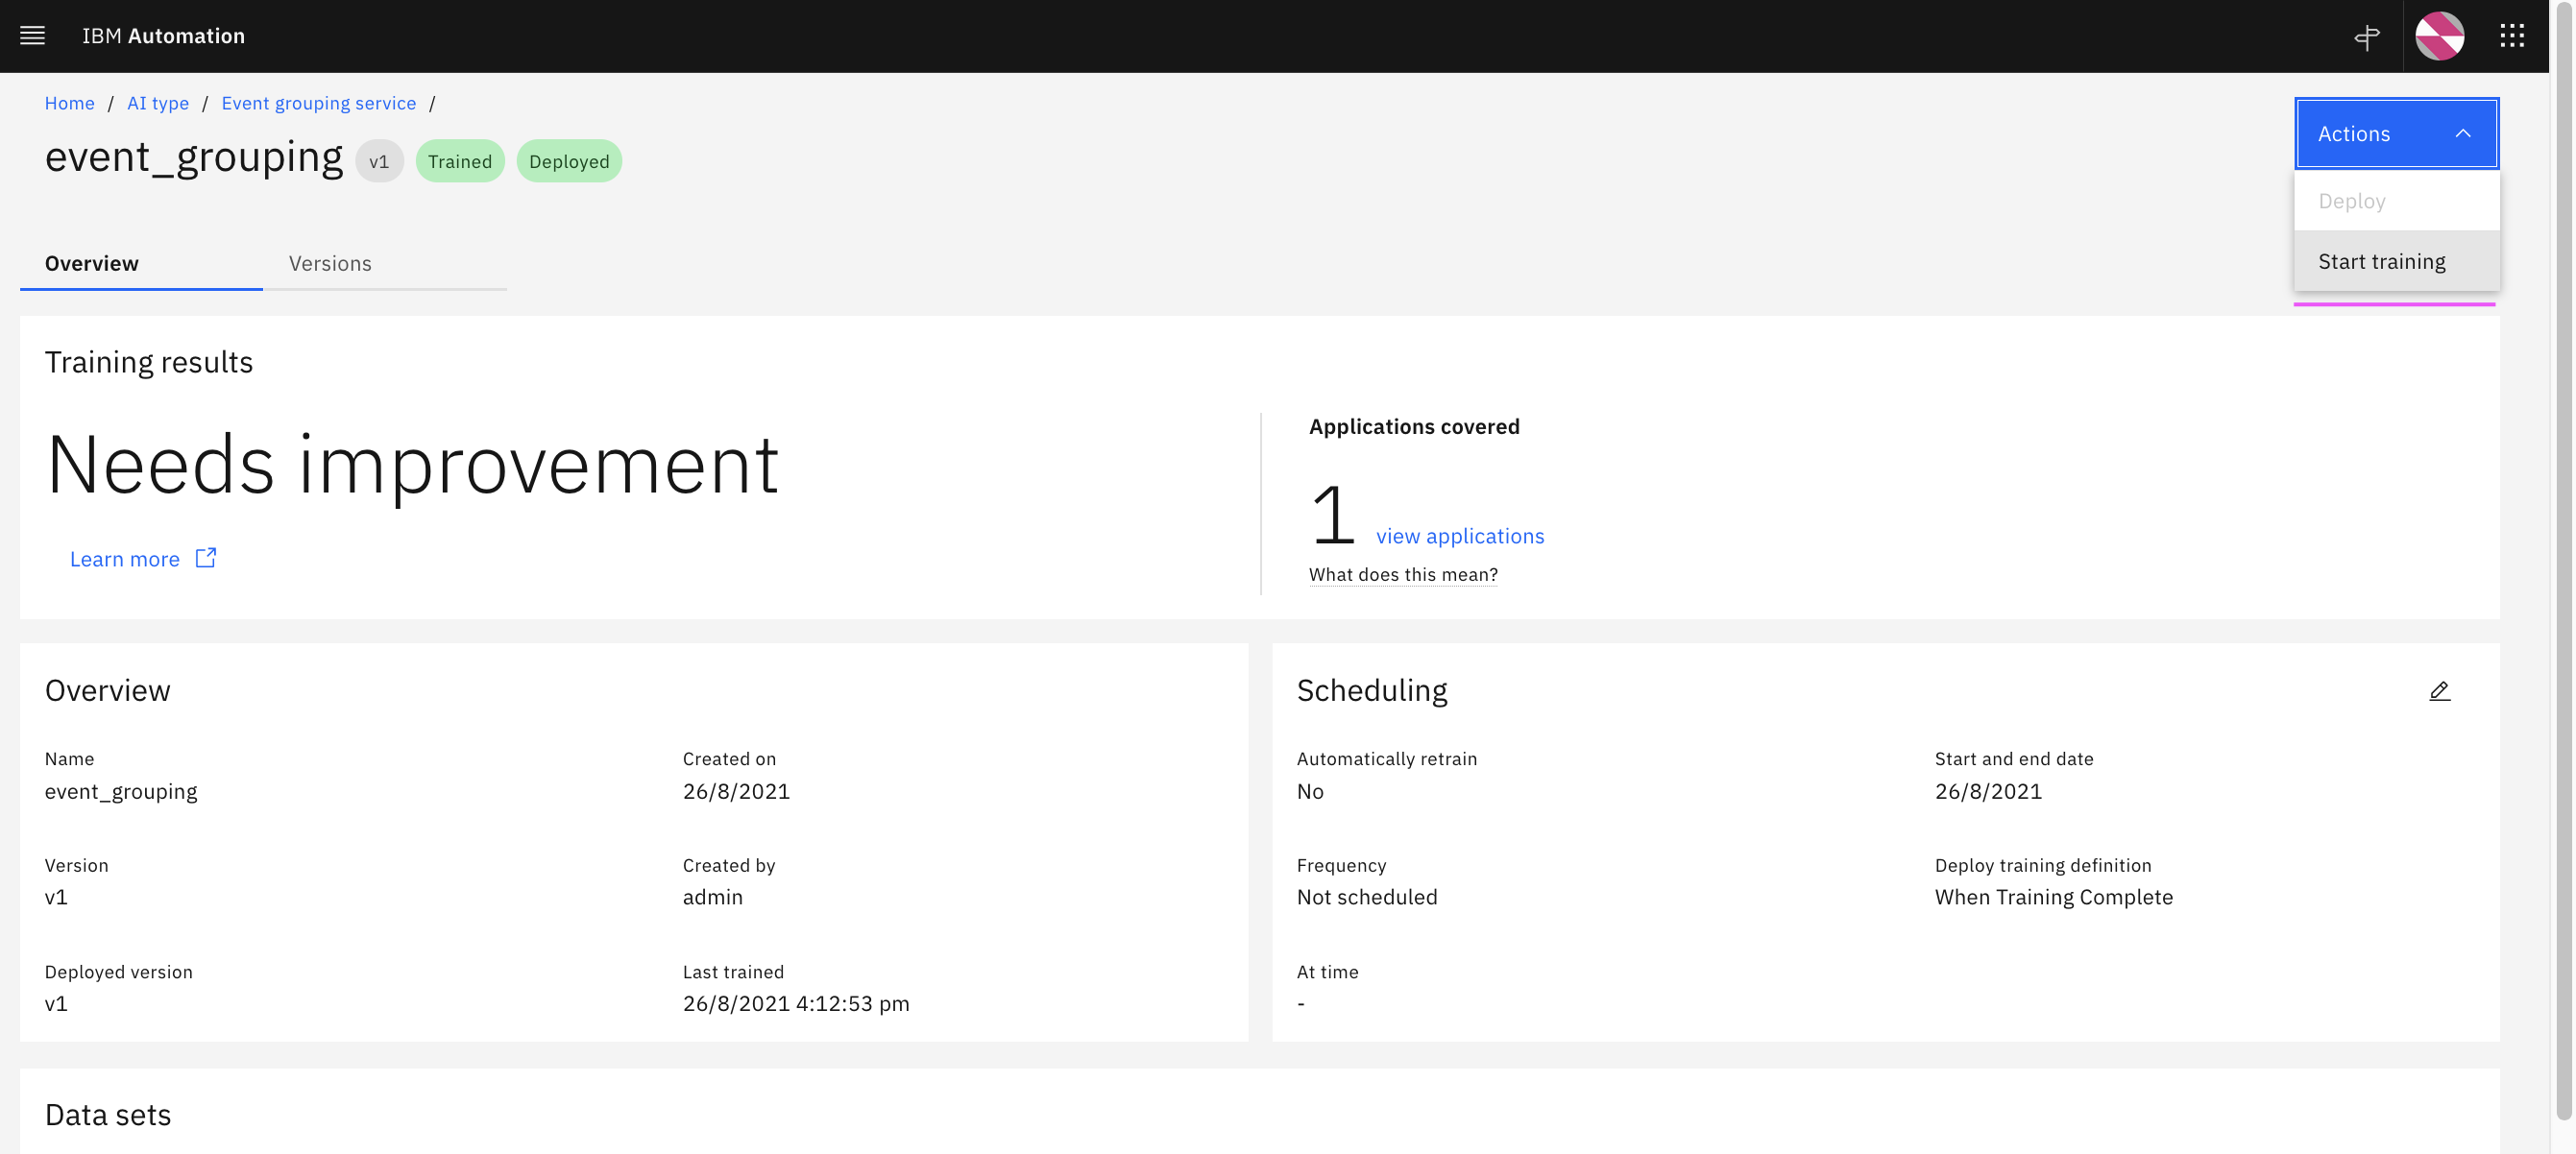 IBM Automation
Home / AI type / Event grouping service /
event_grouping v1 Trained Deployed
Actions
Deploy
Start training
Overview Versions
Training results
Needs improvement
Learn more
Applications covered
1 view applications
What does this mean?
Overview
Name
event_grouping
Created on
26/8/2021
Version
v1
Created by
admin
Deployed version
v1
Last trained
26/8/2021 4:12:53 pm
Scheduling
Automatically retrain
No
Start and end date
26/8/2021
Frequency
Not scheduled
Deploy training definition
When Training Complete
At time
-
Data sets